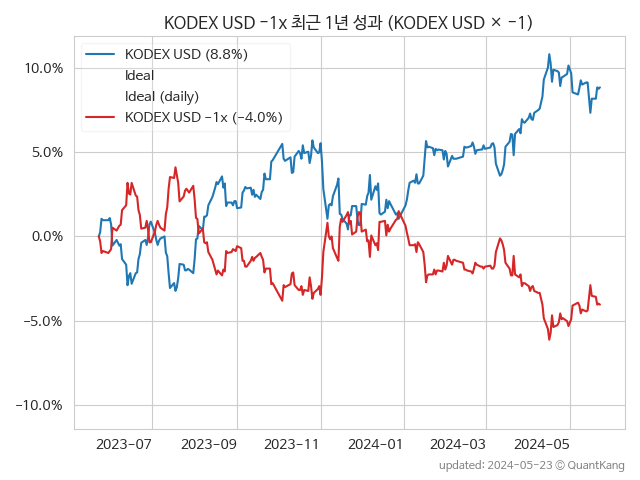 KODEX USD −1x 최근 1년 성과 (KODEX USD × −1)
KODEX USD (8.8%)
Ideal
Ideal (daily)
KODEX USD −1x (−4.0%)
10.0%
5.0%
0.0%
−5.0%
−10.0%
2023−07 2023−09 2023−11 2024−01 2024−03 2024−05
updated: 2024−05−23 ⓒ QuantKang